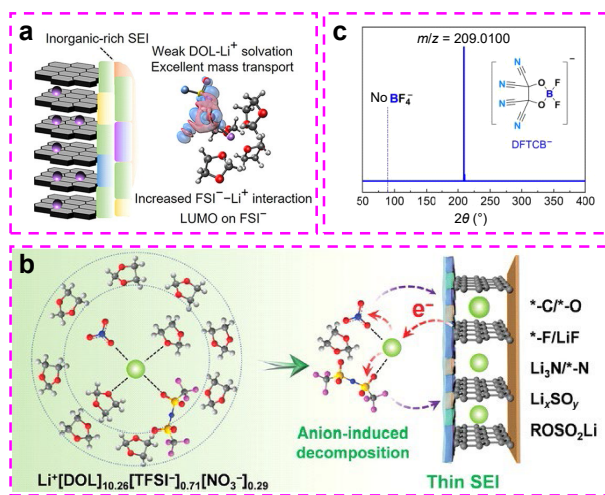 a
Inorganic-rich SEI
Weak DOL-Li⁺ solvation
Excellent mass transport
Increased FSI⁻–Li⁺ interaction
LUMO on FSI⁻
c
m/z = 209.0100
No BF₄⁻
N
N
N
N
O
O
B
F
F
−
DFTCB⁻
50 100 150 200 250 300 350 400
2θ (°)
b
e⁻
*-C/*-O
*-F/LiF
Li₃N/*-N
LiₓSOᵧ
ROSO₂Li
Anion-induced
decomposition
Thin SEI
Li⁺[DOL]₁₀.₂₆[TFSI⁻]₀.₇₁[NO₃⁻]₀.₂₉